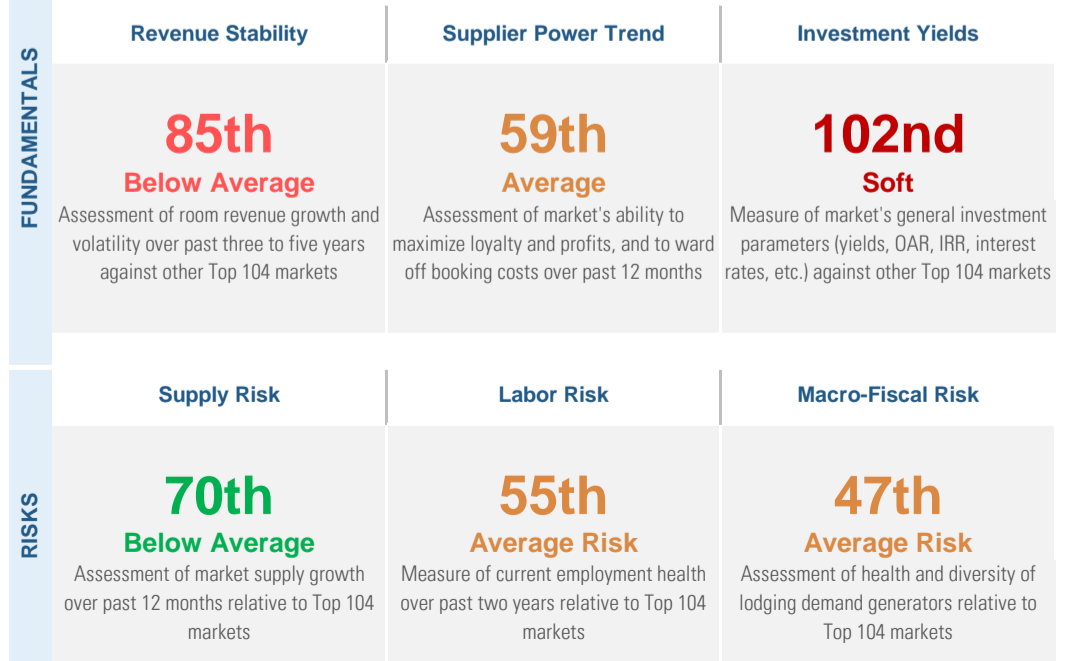 FUNDAMENTALS
Revenue Stability
85th
Below Average
Assessment of room revenue growth and
volatility over past three to five years
against other Top 104 markets
Supplier Power Trend
59th
Average
Assessment of market's ability to
maximize loyalty and profits, and to ward
off booking costs over past 12 months
Investment Yields
102nd
Soft
Measure of market's general investment
parameters (yields, OAR, IRR, interest
rates, etc.) against other Top 104 markets
RISKS
Supply Risk
70th
Below Average
Assessment of market supply growth
over past 12 months relative to Top 104
markets
Labor Risk
55th
Average Risk
Measure of current employment health
over past two years relative to Top 104
markets
Macro-Fiscal Risk
47th
Average Risk
Assessment of health and diversity of
lodging demand generators relative to
Top 104 markets